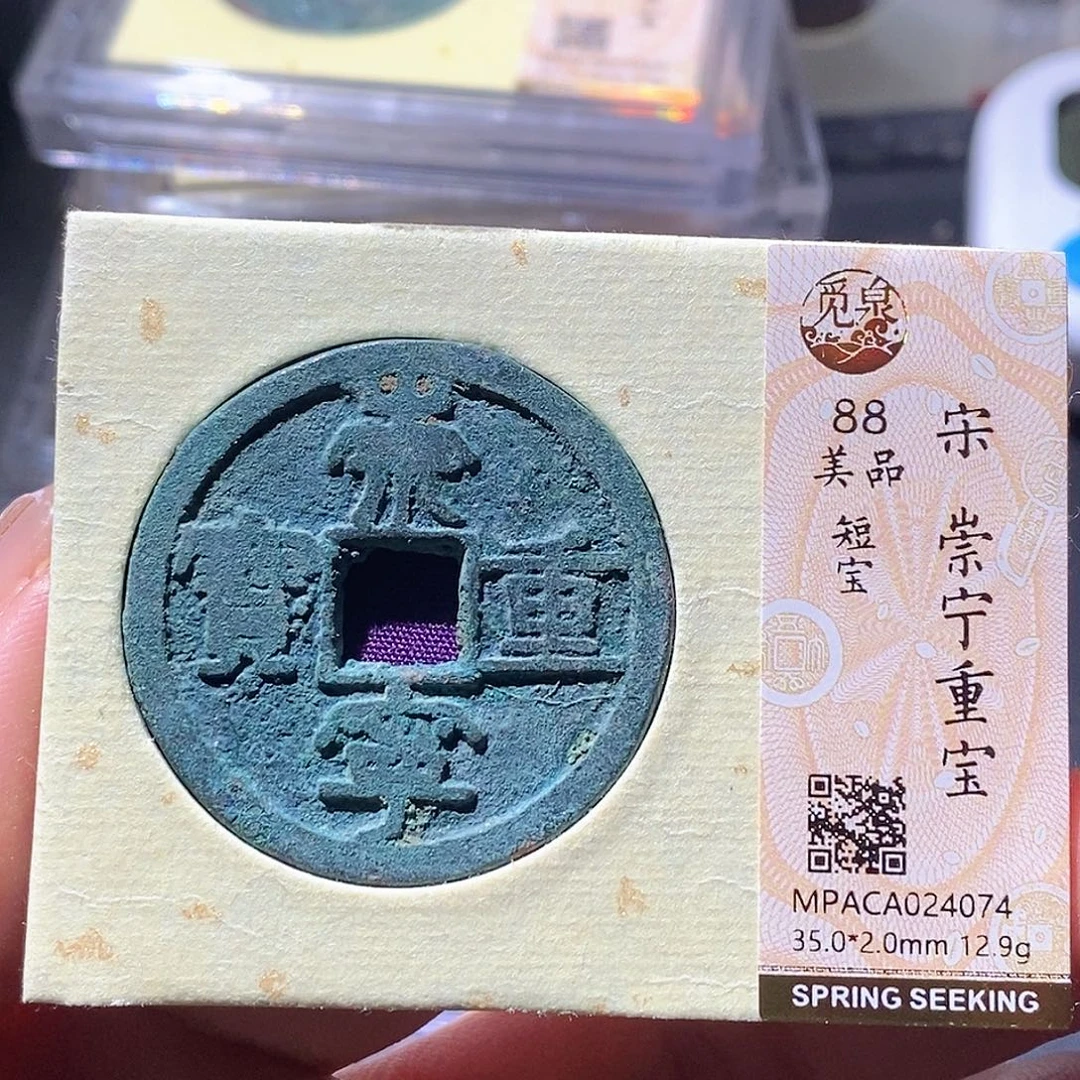 崇
重
寧
寳
觅泉
88
美品
短宝
宋 崇宁重宝
MPACA024074
35.0*2.0mm 12.9g
SPRING SEEKING